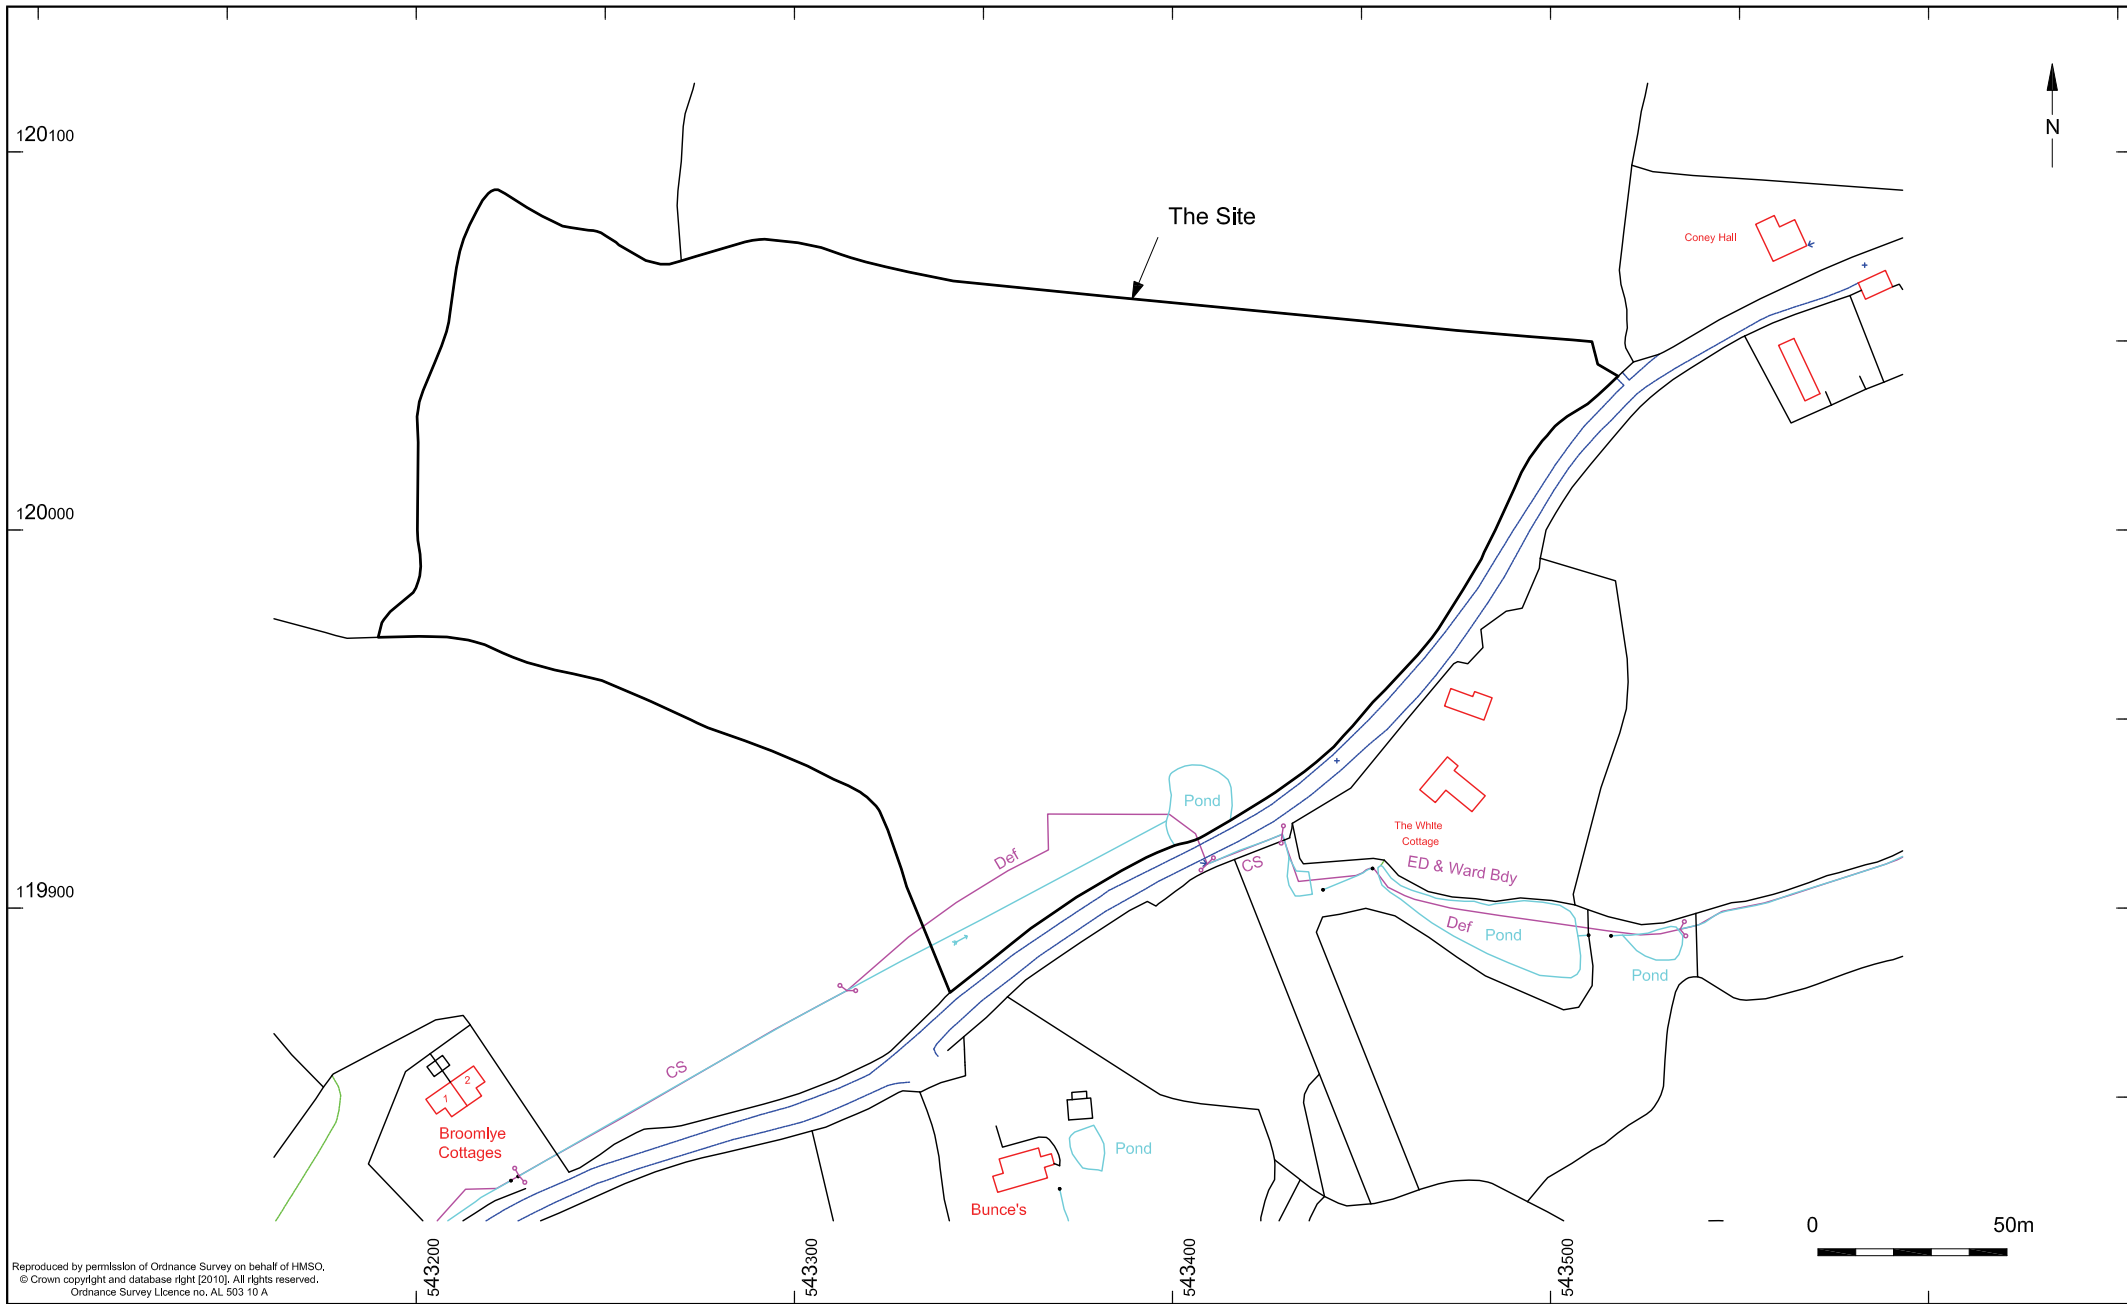 120100
N
The Site
Coney Hall
120000
Pond
Def
The White
Cottage
CS
ED & Ward Bdy
119900
Def
Pond
Pond
CS
2
1
Broomlye
Cottages
Pond
Bunce's
0 50m
543200
543300
543400
543500
Reproduced by permission of Ordnance Survey on behalf of HMSO.
© Crown copyright and database right [2010]. All rights reserved.
Ordnance Survey Licence no. AL 503 10 A